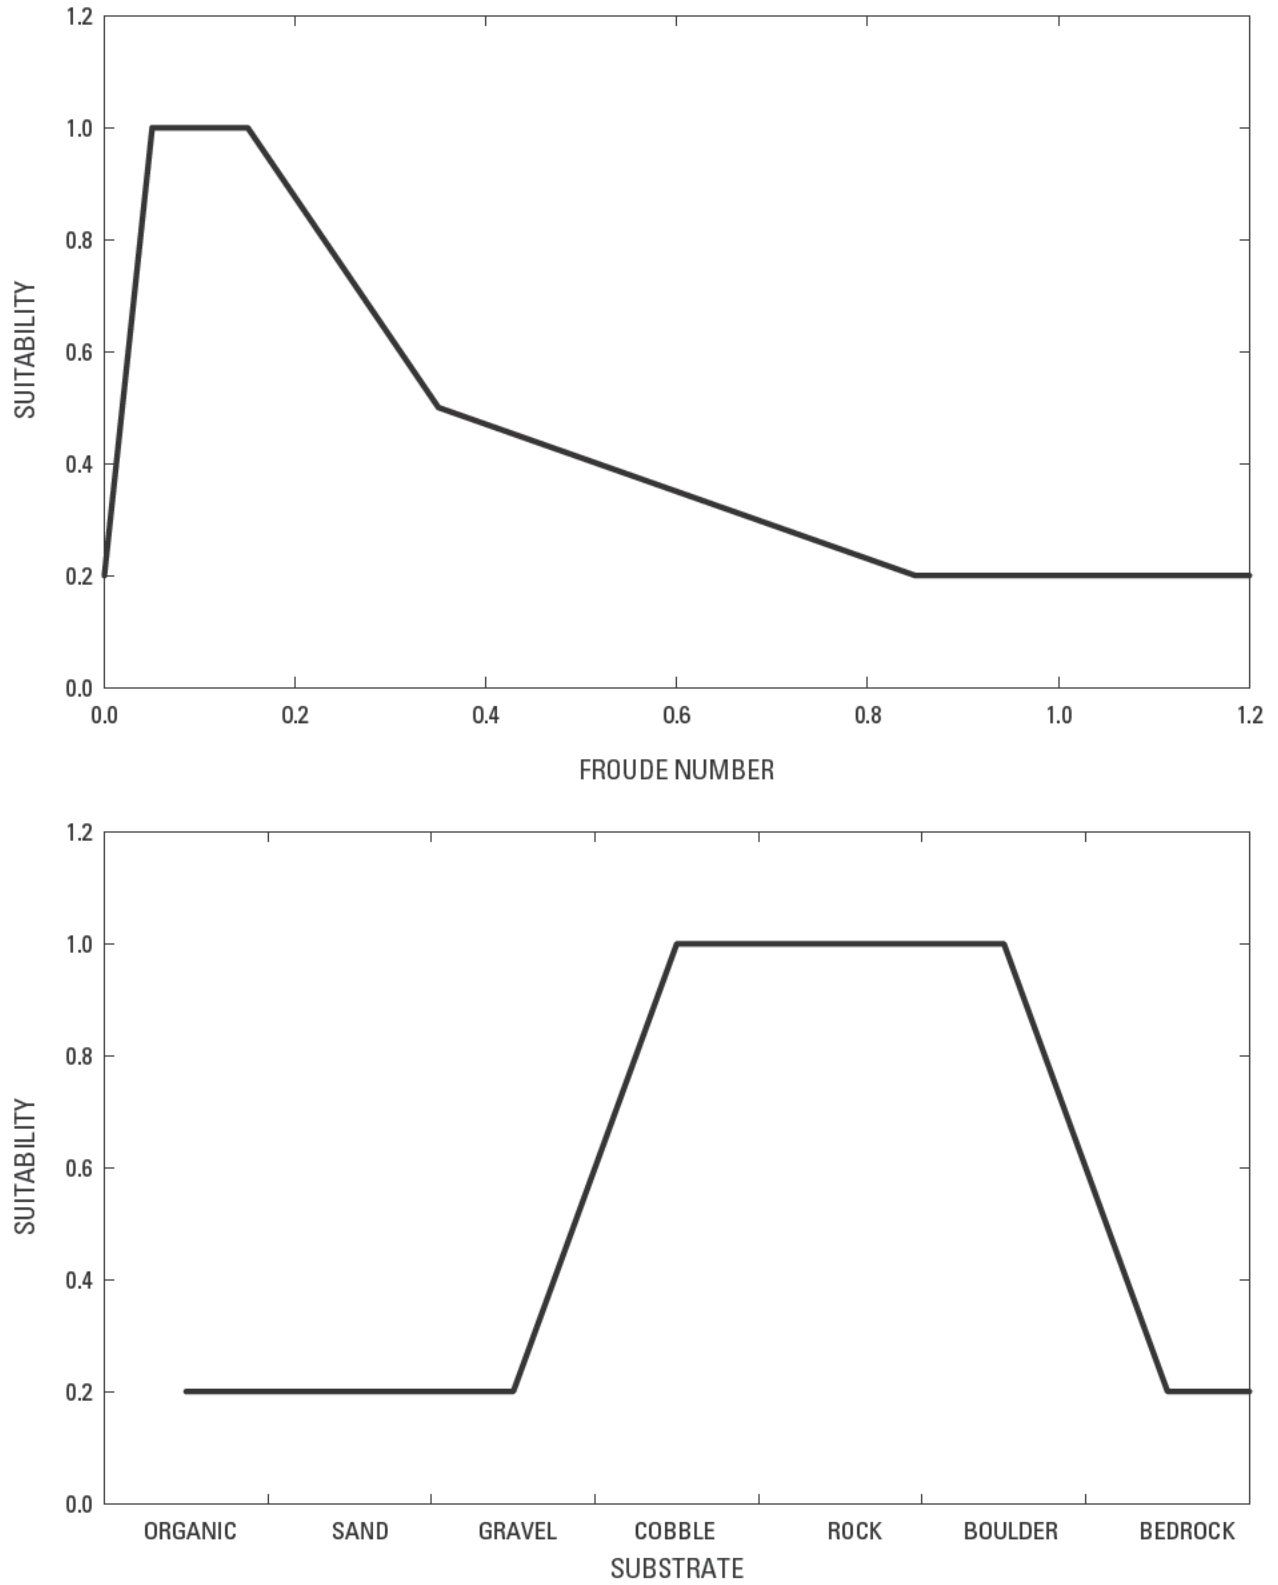 1.2
1.0
0.8
0.6
0.4
0.2
0.0
SUITABILITY
0.0 0.2 0.4 0.6 0.8 1.0 1.2
FROUDE NUMBER
1.2
1.0
0.8
0.6
0.4
0.2
0.0
SUITABILITY
ORGANIC SAND GRAVEL COBBLE ROCK BOULDER BEDROCK
SUBSTRATE